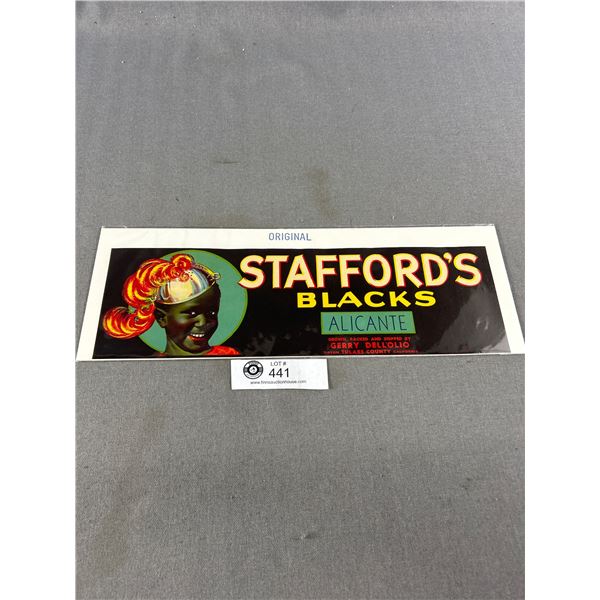 ORIGINAL
STAFFORD'S
BLACKS
ALICANTE
GROWN, PACKED AND SHIPPED BY
GERRY DELLOLIO
TULARE COUNTY CALIFORNIA
LOT #
441